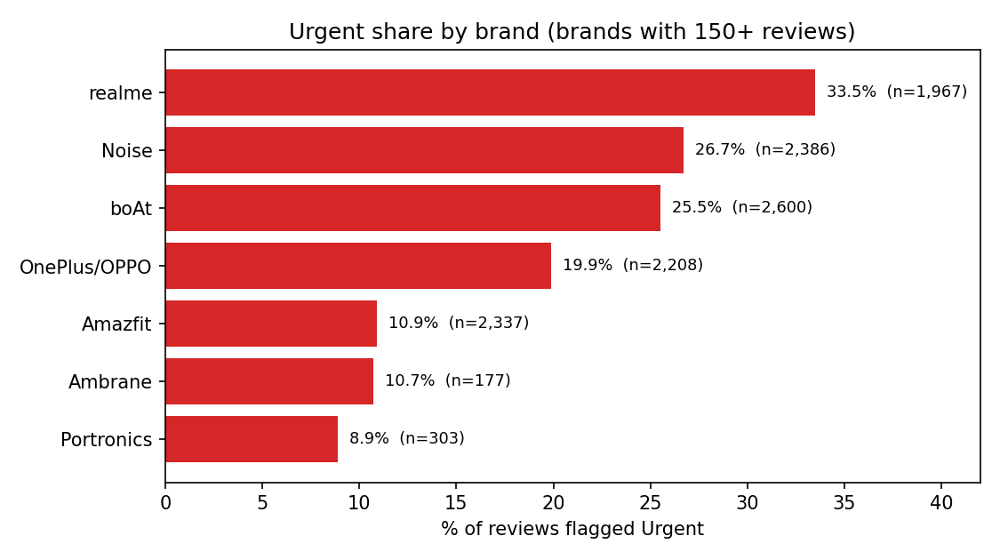 Urgent share by brand (brands with 150+ reviews)
realme 33.5% (n=1,967)
Noise 26.7% (n=2,386)
boAt 25.5% (n=2,600)
OnePlus/OPPO 19.9% (n=2,208)
Amazfit 10.9% (n=2,337)
Ambrane 10.7% (n=177)
Portronics 8.9% (n=303)
0 5 10 15 20 25 30 35 40
% of reviews flagged Urgent